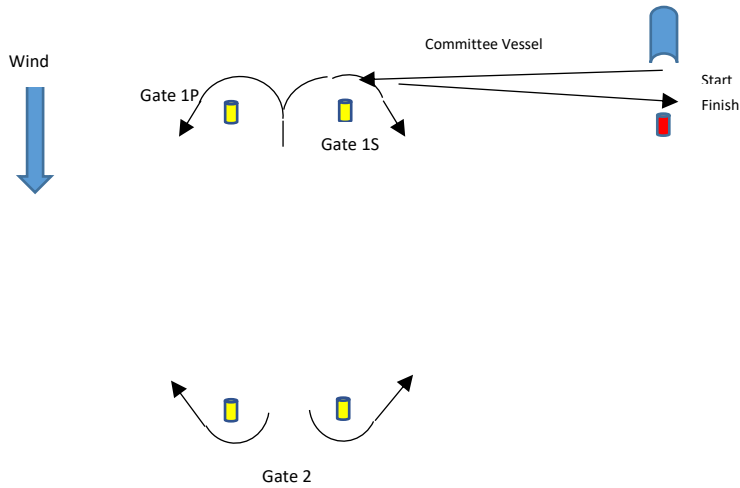 Committee Vessel
Wind
Start
Gate 1P
Finish
Gate 1S
Gate 2